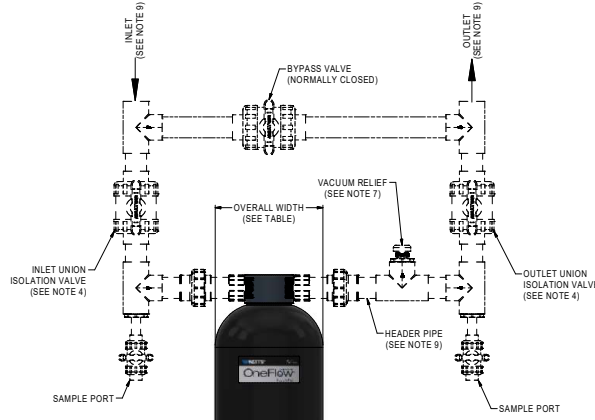 INLET
(SEE NOTE 9)
OUTLET
(SEE NOTE 9)
BYPASS VALVE
(NORMALLY CLOSED)
VACUUM RELIEF
(SEE NOTE 7)
OVERALL WIDTH
(SEE TABLE)
INLET UNION
ISOLATION VALVE
(SEE NOTE 4)
OUTLET UNION
ISOLATION VALVE
(SEE NOTE 4)
HEADER PIPE
(SEE NOTE 9)
WATTS
OneFlow
SAMPLE PORT
SAMPLE PORT